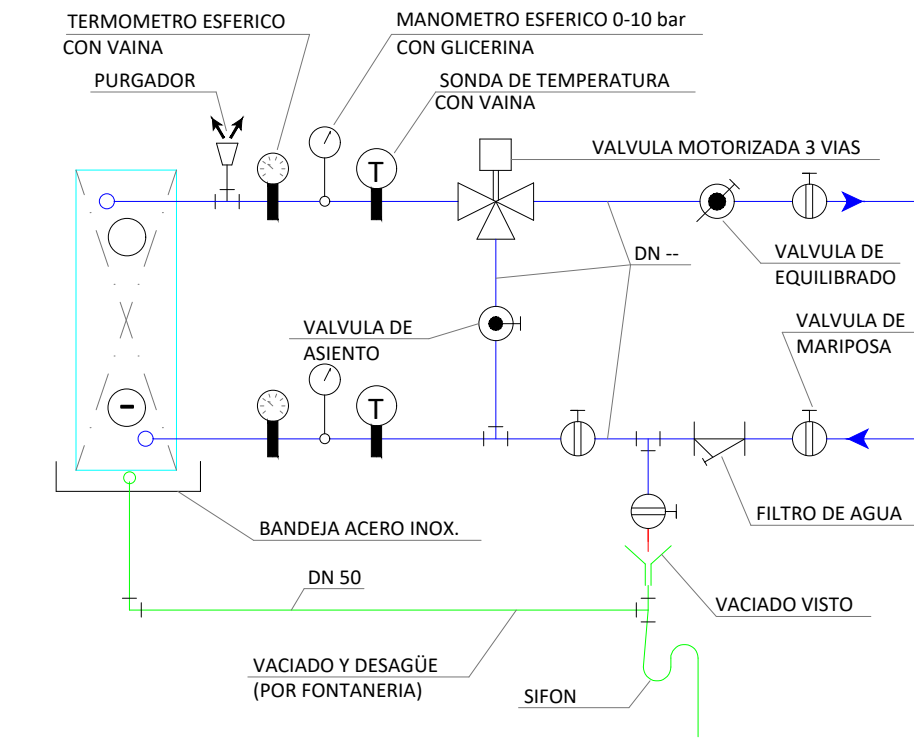 TERMOMETRO ESFERICO
CON VAINA
MANOMETRO ESFERICO 0-10 bar
CON GLICERINA
PURGADOR
SONDA DE TEMPERATURA
CON VAINA
VALVULA MOTORIZADA 3 VIAS
T
DN --
VALVULA DE
EQUILIBRADO
VALVULA DE
ASIENTO
VALVULA DE
MARIPOSA
T
BANDEJA ACERO INOX.
FILTRO DE AGUA
DN 50
VACIADO VISTO
VACIADO Y DESAGÜE
(POR FONTANERIA)
SIFON